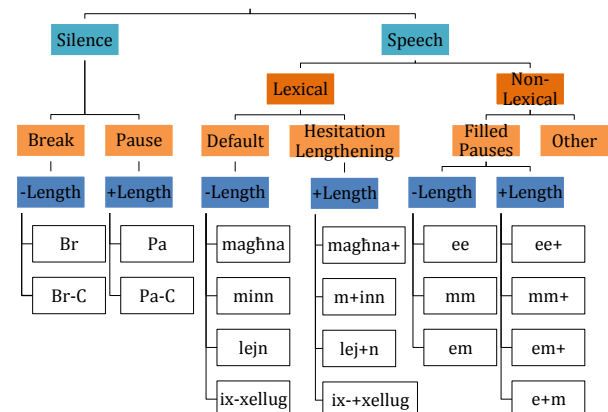 Silence
Speech
Lexical
Non-
Lexical
Break
Pause
Default
Hesitation
Lengthening
Filled
Pauses
Other
-Length
+Length
-Length
+Length
-Length
+Length
Br
Pa
magħna
magħna+
ee
ee+
Br-C
Pa-C
minn
m+inn
mm
mm+
lejn
lej+n
em
em+
ix-xellug
ix-+xellug
e+m